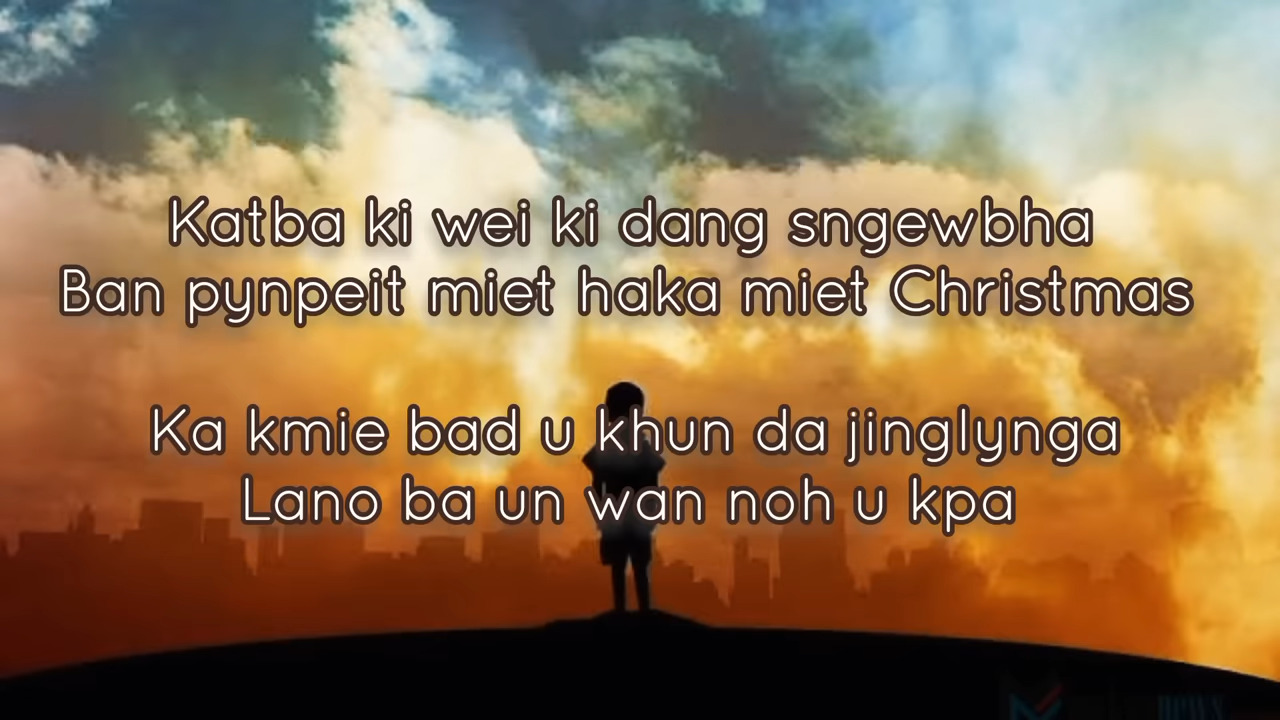 Katba ki wei ki dang sngewbha
Ban pynpeit miet haka miet Christmas
Ka kmie bad u khun da jinglynga
Lano ba un wan noh u kpa
news